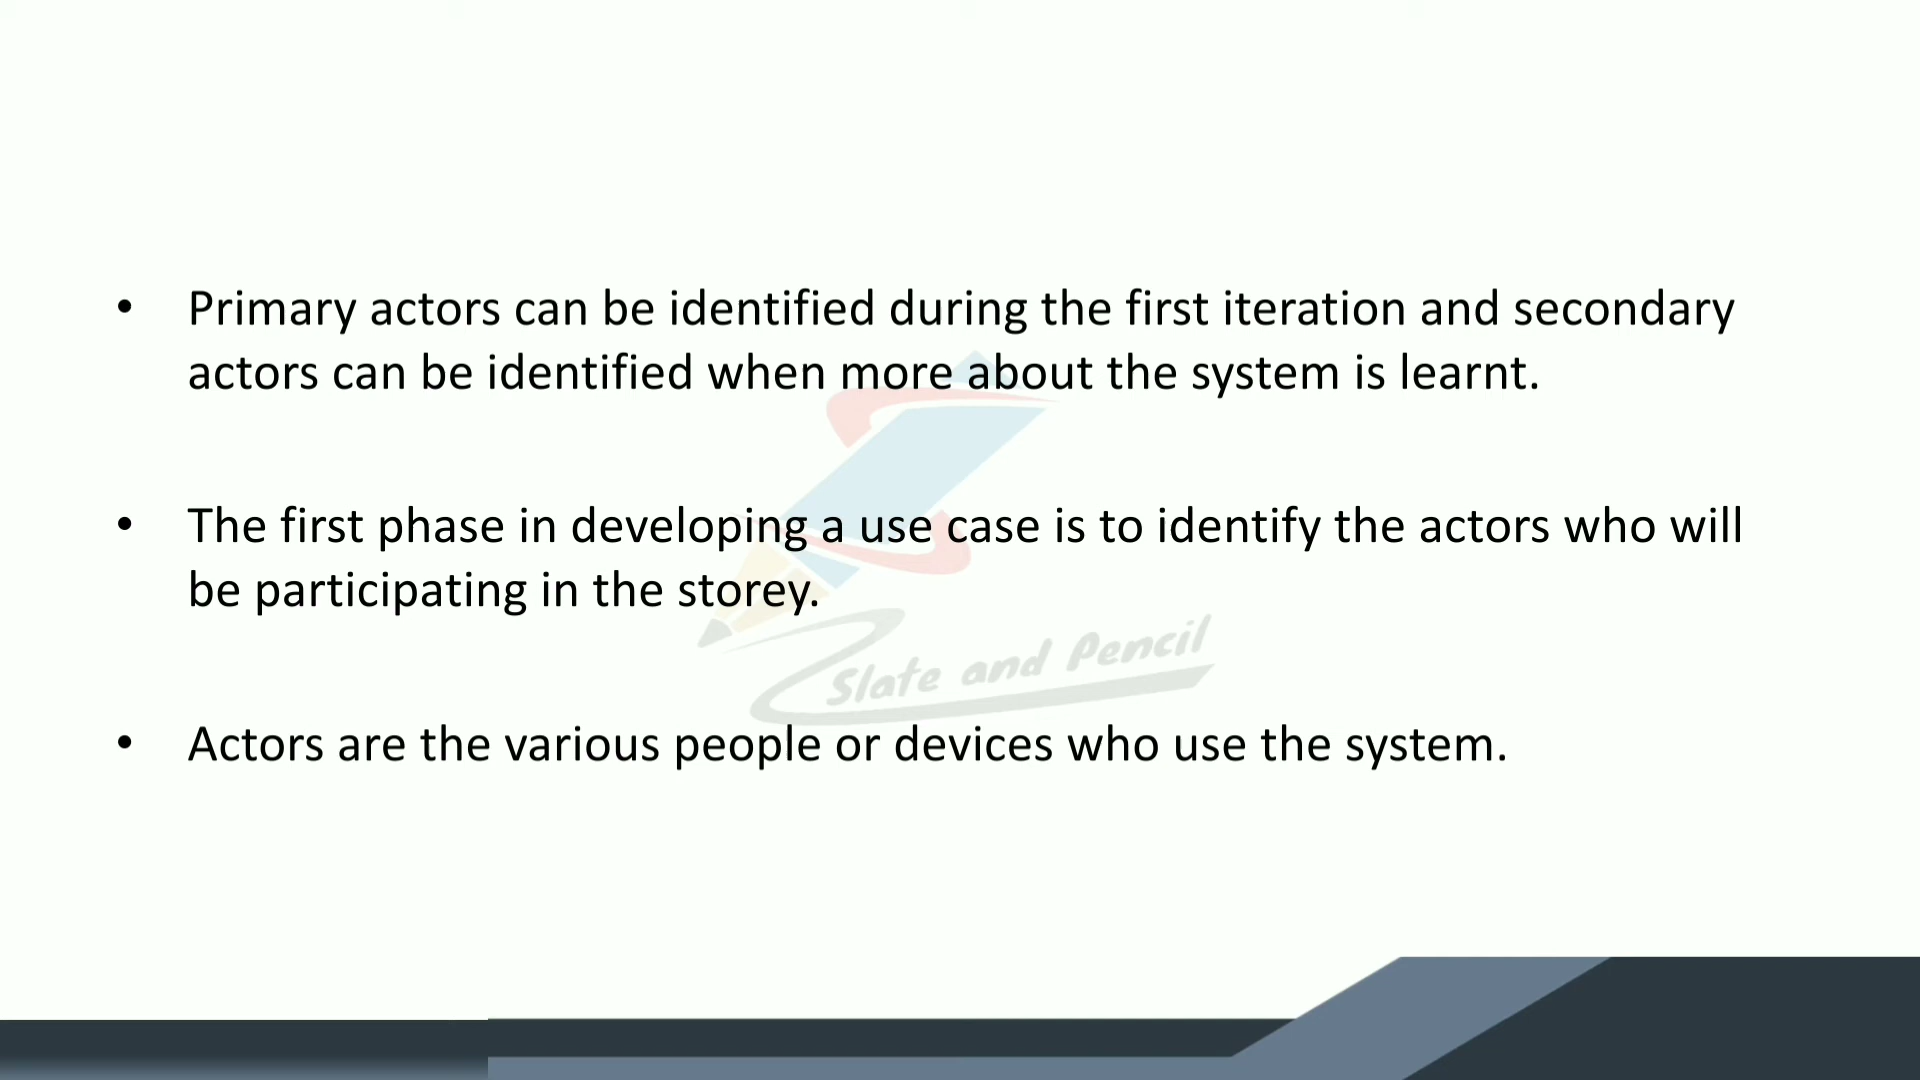 • Primary actors can be identified during the first iteration and secondary
actors can be identified when more about the system is learnt.
• The first phase in developing a use case is to identify the actors who will
be participating in the storey.
Slate and Pencil
• Actors are the various people or devices who use the system.